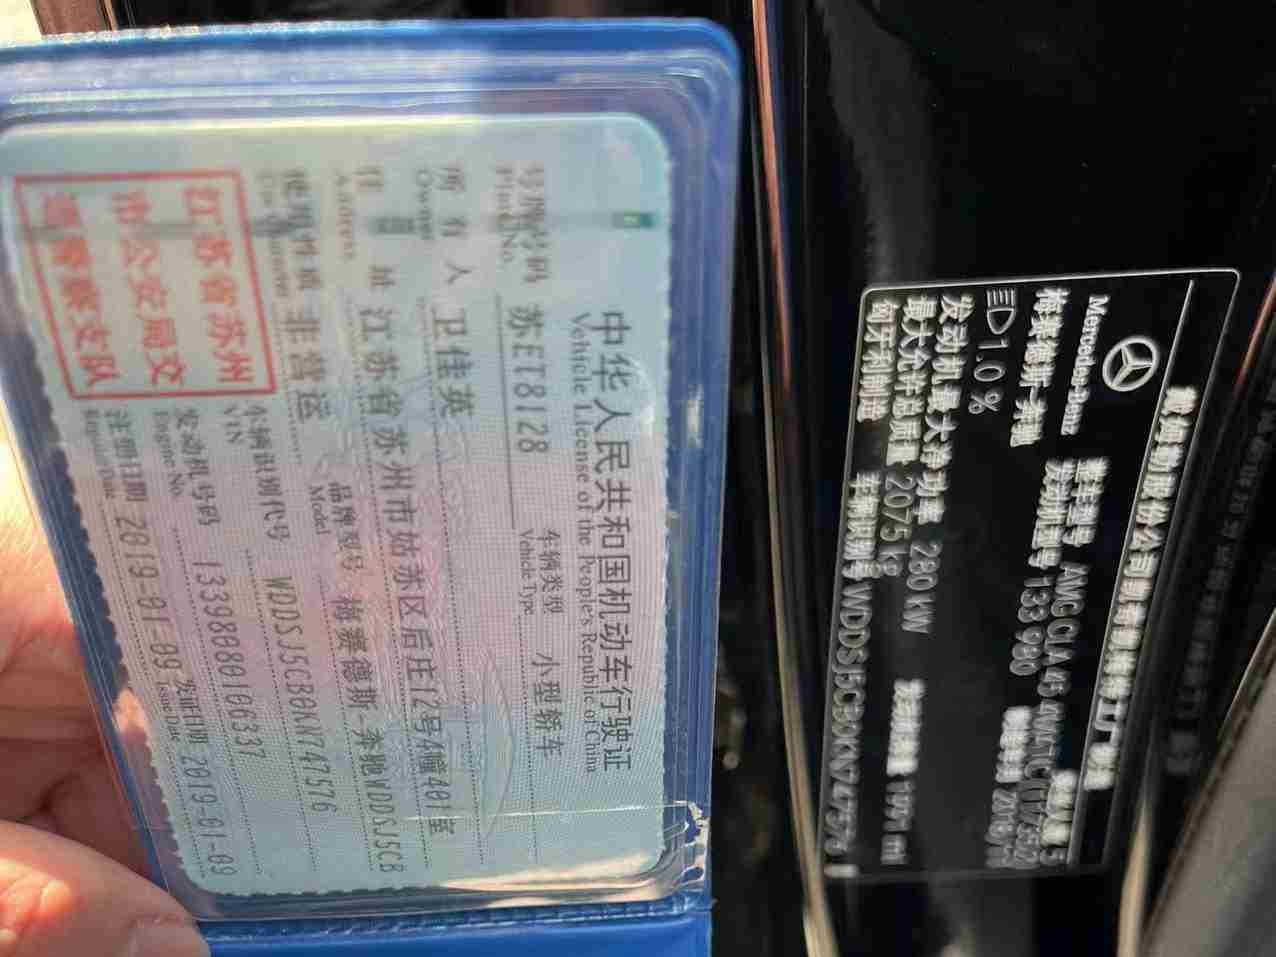 中华人民共和国机动车行驶证
Vehicle License of the People's Republic of China
号牌号码 苏E18128 车辆类型 小型轿车
Plate No. Vehicle Type
所有人 卫佳英
Owner
住址 江苏省苏州市姑苏区后庄12号4幢401室
Address
使用性质 非营运 品牌型号 梅赛德斯-奔驰WDDSJ5CB
Use Character Model
江苏省苏州
市公安局交
通警察支队
车辆识别代号 WDDSJ5CB0KN747576
VIN
发动机号码 13398080106337
Engine No.
注册日期 2019-01-09 发证日期 2019-01-09
Register Date Issue Date
Mercedes-Benz
梅赛德斯-奔驰
整车型号 AMG CLA 45 4MATIC
发动机型号 133 980
1.0%
发动机最大净功率 280 kW 1991 ml
最大允许总质量 2075 kg
车辆识别号 WDDSJ5CB0KN747576
匈牙利制造